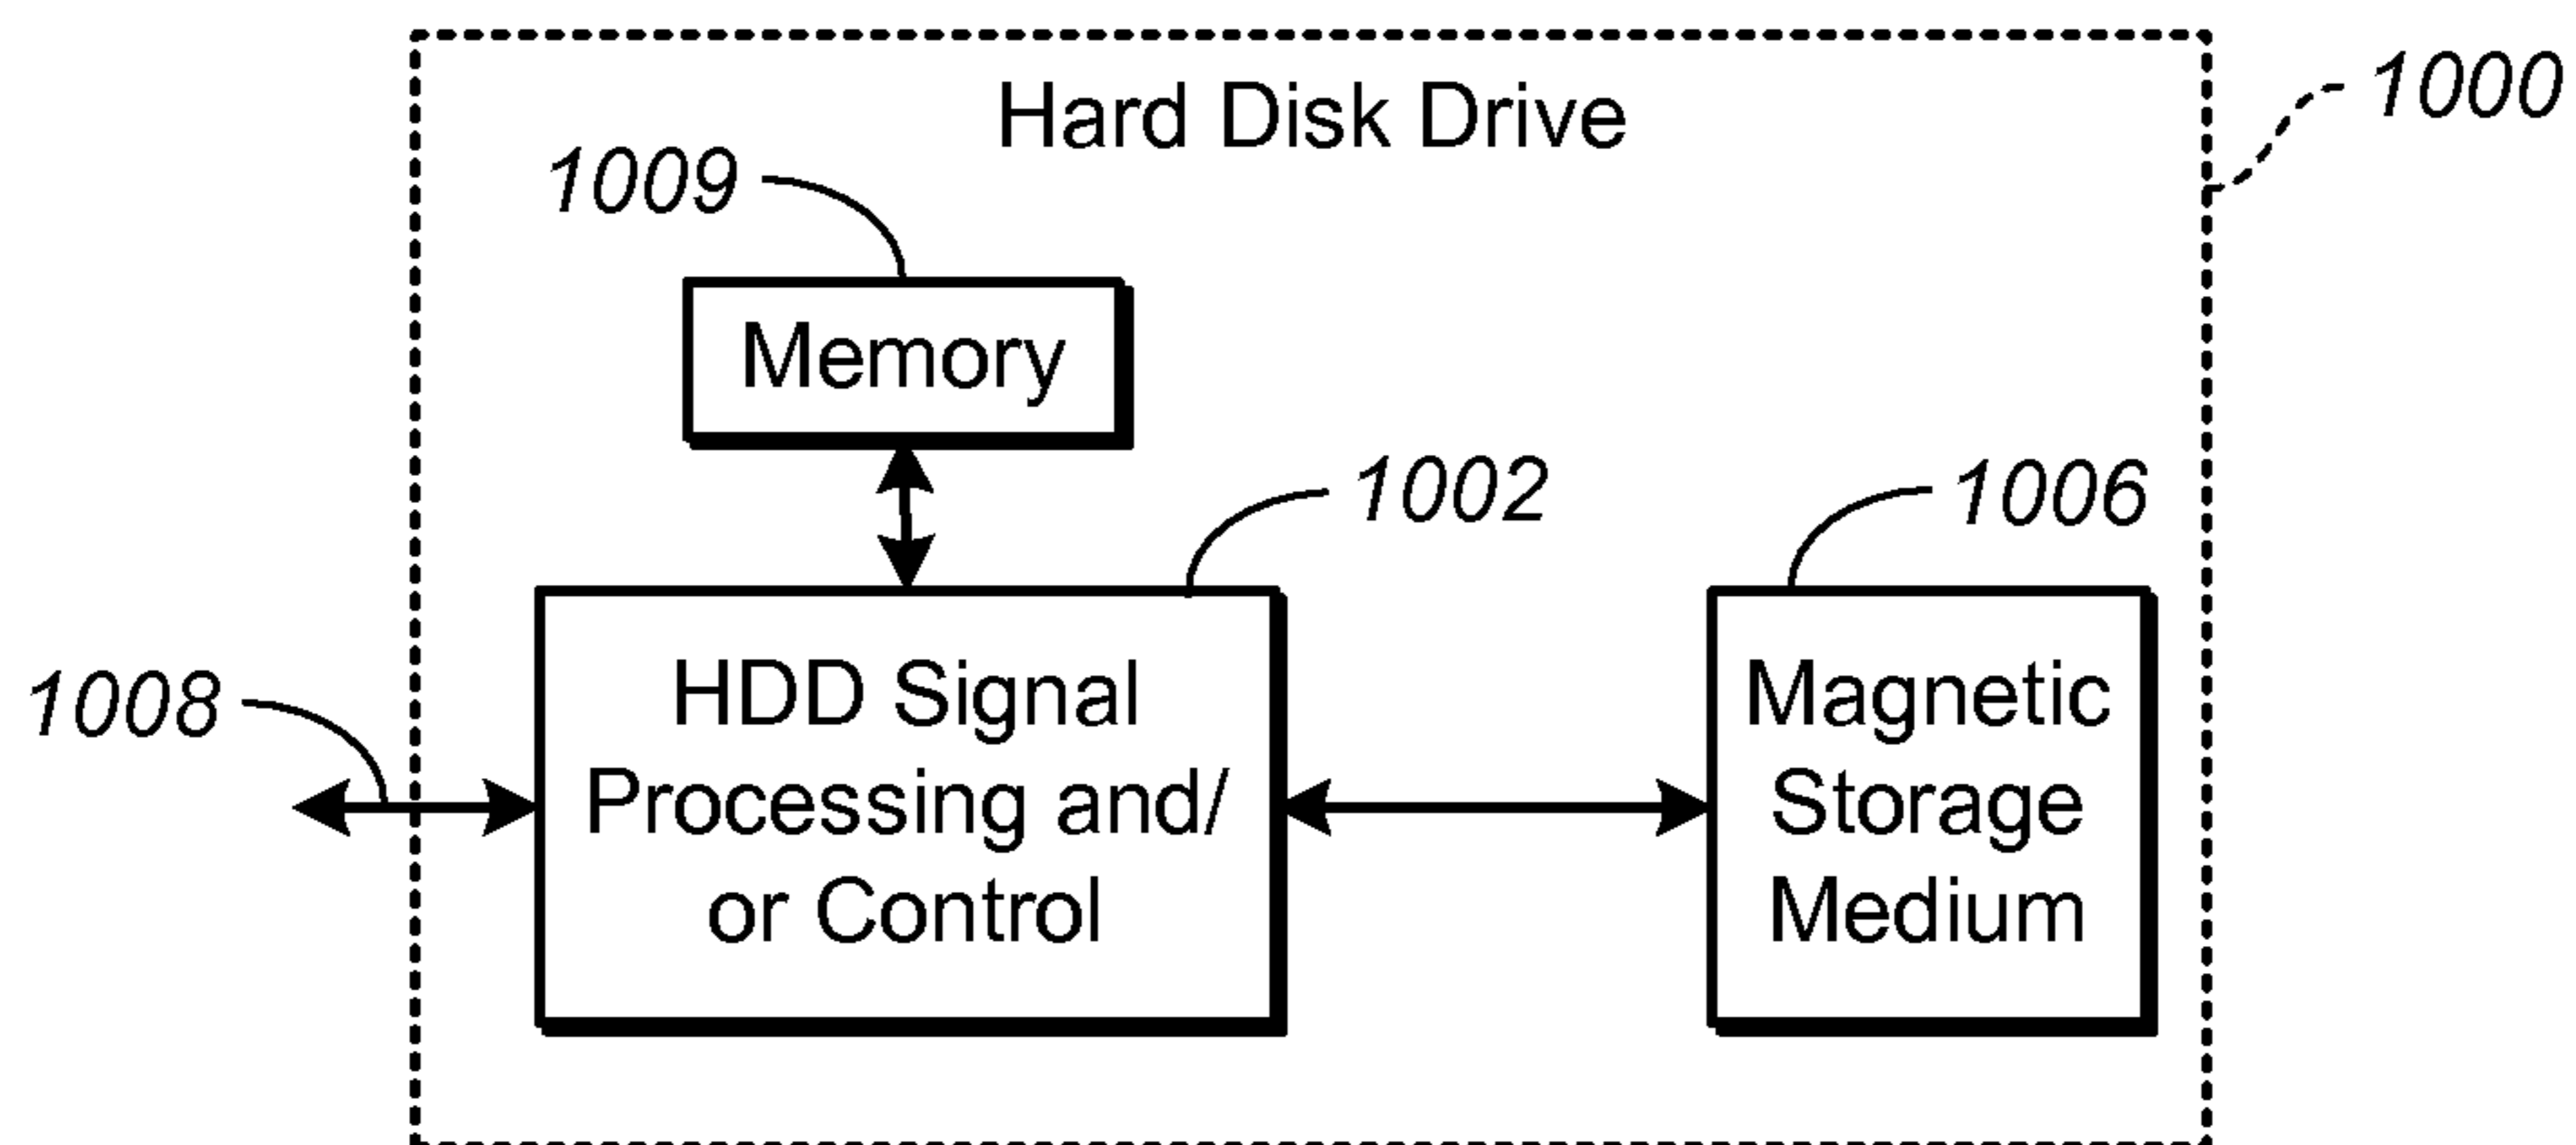 Hard Disk Drive
1000
1009
Memory
1002
1006
1008
HDD Signal
Processing and/
or Control
Magnetic
Storage
Medium